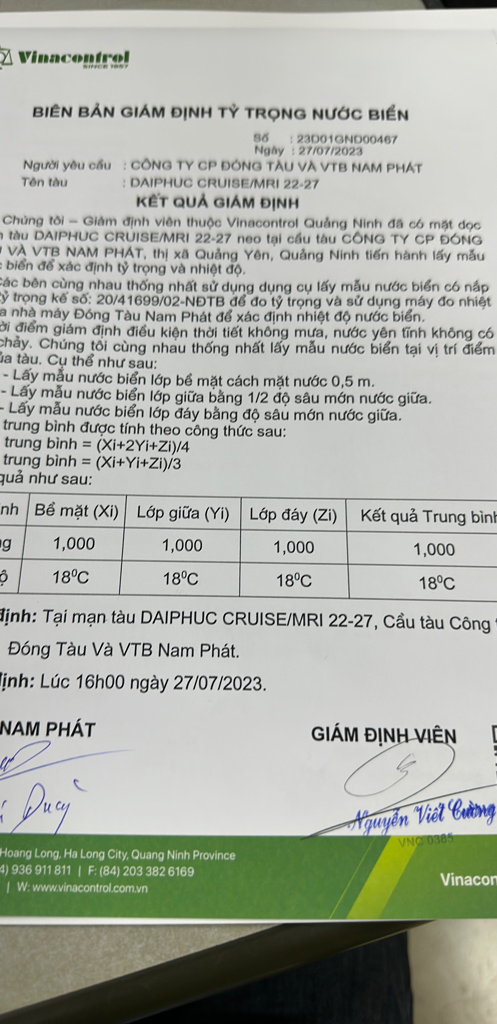 Vinacontrol
SINCE 1957
BIÊN BẢN GIÁM ĐỊNH TỶ TRỌNG NƯỚC BIỂN
Số : 23D01GND00467
Ngày : 27/07/2023
Người yêu cầu : CÔNG TY CP ĐÓNG TÀU VÀ VTB NAM PHÁT
Tên tàu : DAIPHUC CRUISE/MRI 22-27
KẾT QUẢ GIÁM ĐỊNH
Chúng tôi – Giám định viên thuộc Vinacontrol Quảng Ninh đã có mặt dọc
tàu DAIPHUC CRUISE/MRI 22-27 neo tại cầu tàu CÔNG TY CP ĐÓNG
VÀ VTB NAM PHÁT, thị xã Quảng Yên, Quảng Ninh tiến hành lấy mẫu
biển để xác định tỷ trọng và nhiệt độ.
Các bên cùng nhau thống nhất sử dụng dụng cụ lấy mẫu nước biển có nắp
tỷ trọng kế số: 20/41699/02-NĐTB để đo tỷ trọng và sử dụng máy đo nhiệt
a nhà máy Đóng Tàu Nam Phát để xác định nhiệt độ nước biển.
ời điểm giám định điều kiện thời tiết không mưa, nước yên tĩnh không có
chảy. Chúng tôi cùng nhau thống nhất lấy mẫu nước biển tại vị trí điểm
ủa tàu. Cụ thể như sau:
- Lấy mẫu nước biển lớp bề mặt cách mặt nước 0,5 m.
- Lấy mẫu nước biển lớp giữa bằng 1/2 độ sâu mớn nước giữa.
- Lấy mẫu nước biển lớp đáy bằng độ sâu mớn nước giữa.
trung bình được tính theo công thức sau:
trung bình = (Xi+2Yi+Zi)/4
trung bình = (Xi+Yi+Zi)/3
quả như sau:
nh Bề mặt (Xi) Lớp giữa (Yi) Lớp đáy (Zi) Kết quả Trung bình
g 1,000 1,000 1,000 1,000
ộ 18⁰C 18⁰C 18⁰C 18⁰C
định: Tại mạn tàu DAIPHUC CRUISE/MRI 22-27, Cầu tàu Công
Đóng Tàu Và VTB Nam Phát.
định: Lúc 16h00 ngày 27/07/2023.
NAM PHÁT
GIÁM ĐỊNH VIÊN
Nguyễn Viết Cường
VNC 0385
Hoang Long, Ha Long City, Quang Ninh Province
4) 936 911 811 | F: (84) 203 382 6169
| W: www.vinacontrol.com.vn
Vinacon